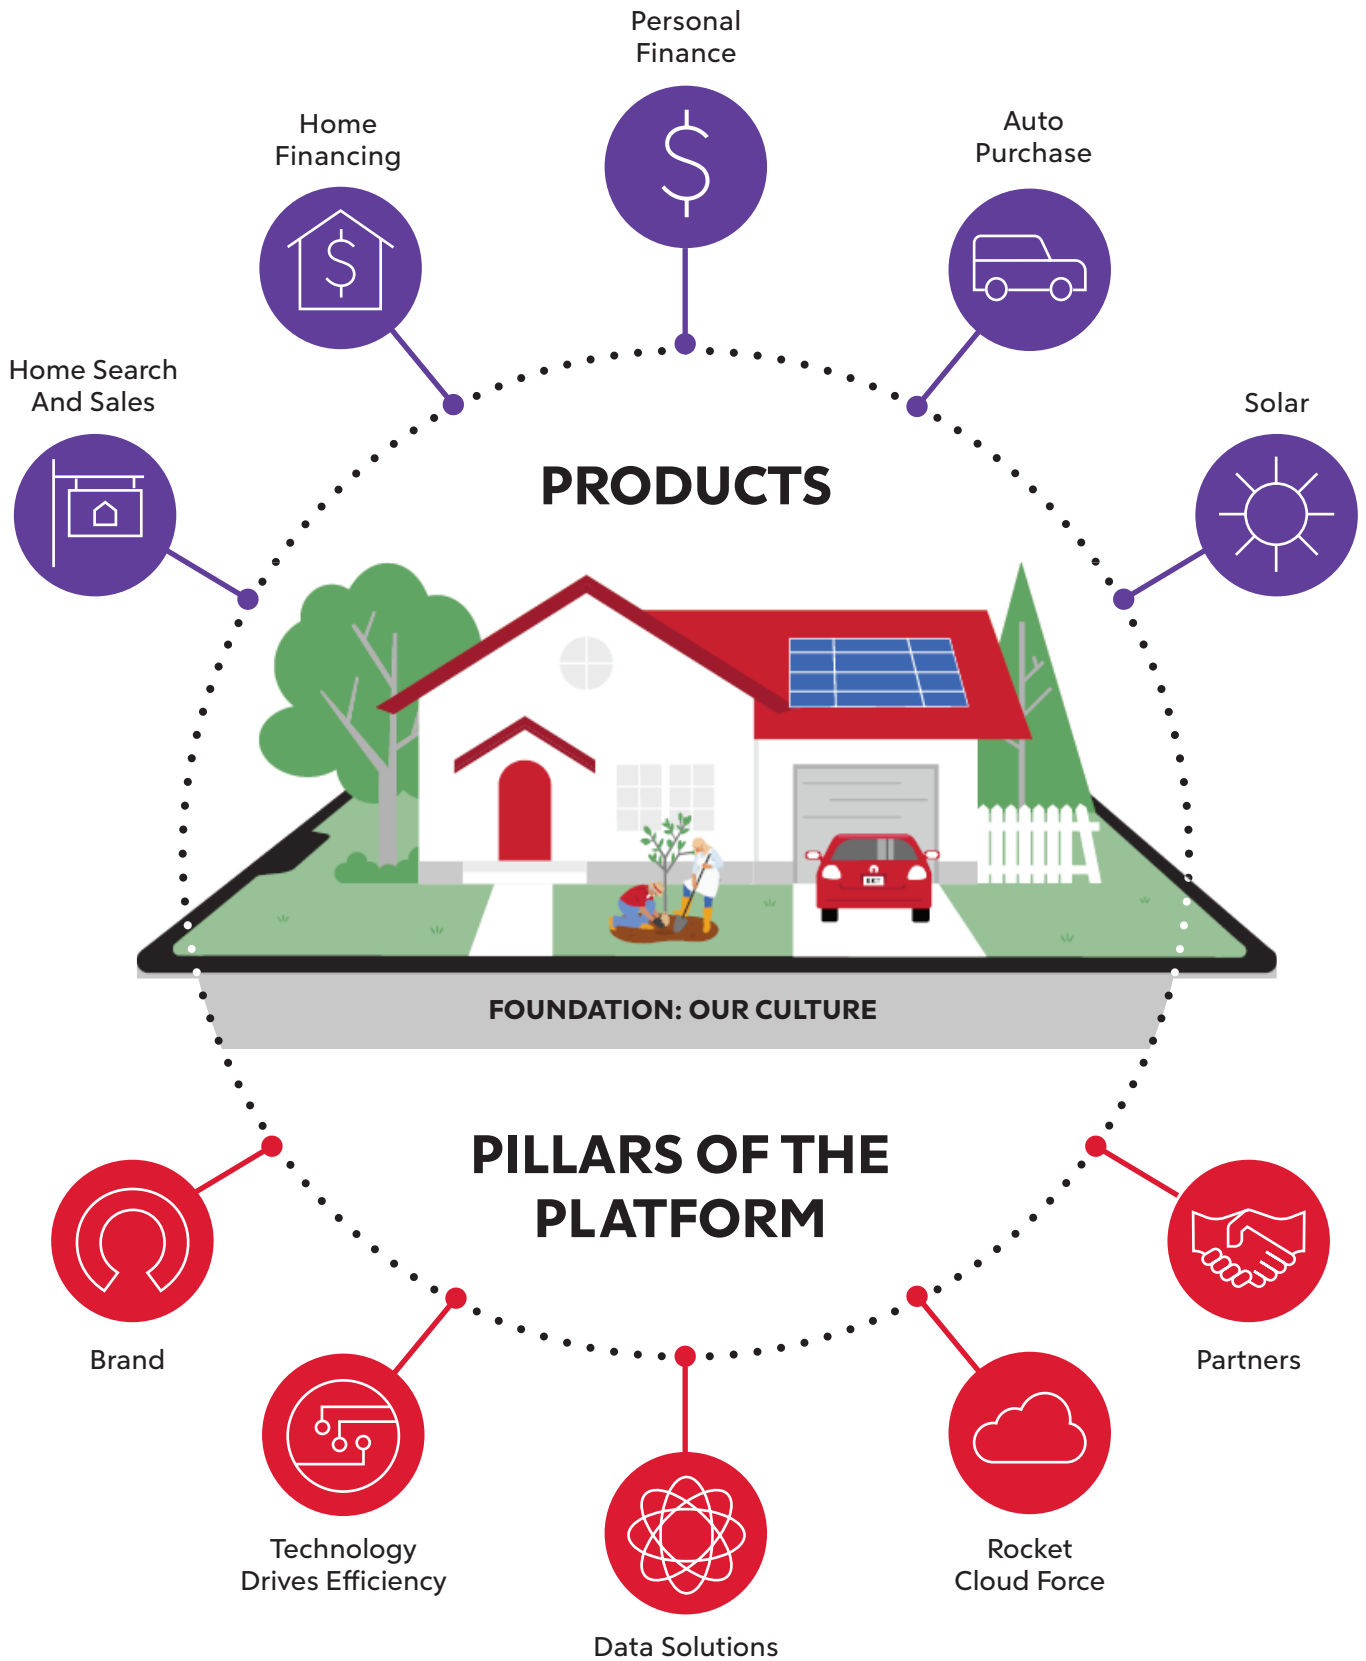 Personal
Finance
Home
Financing
Auto
Purchase
Home Search
And Sales
Solar
PRODUCTS
RKT
FOUNDATION: OUR CULTURE
PILLARS OF THE
PLATFORM
Brand
Partners
Technology
Drives Efficiency
Rocket
Cloud Force
Data Solutions